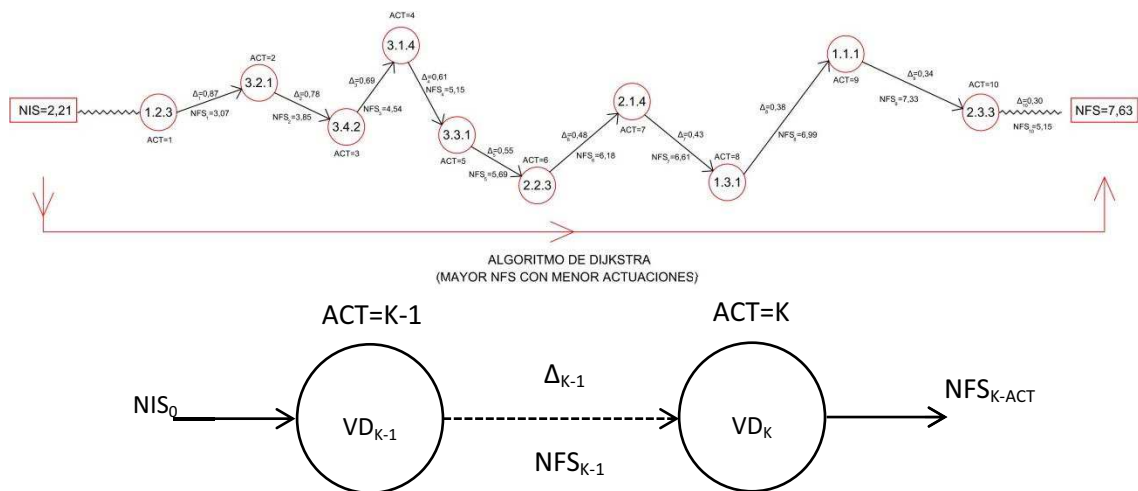 NIS=2,21
1.2.3
ACT=1
Δ₁=0,87
NFS₁=3,07
ACT=2
3.2.1
Δ₂=0,78
NFS₂=3,85
3.4.2
ACT=3
Δ₃=0,69
NFS₃=4,54
ACT=4
3.1.4
Δ₄=0,61
NFS₄=5,15
3.3.1
ACT=5
Δ₅=0,55
NFS₅=5,69
ACT=6
2.2.3
Δ₆=0,48
NFS₆=6,18
2.1.4
ACT=7
Δ₇=0,43
NFS₇=6,61
ACT=8
1.3.1
Δ₈=0,38
NFS₈=6,99
1.1.1
ACT=9
Δ₉=0,34
NFS₉=7,33
ACT=10
2.3.3
Δ₁₀=0,30
NFS₁₀=5,15
NFS=7,63
ALGORITMO DE DIJKSTRA
(MAYOR NFS CON MENOR ACTUACIONES)
ACT=K-1
ACT=K
NIS₀
VD_K-1
Δ_K-1
NFS_K-1
VD_K
NFS_K-ACT